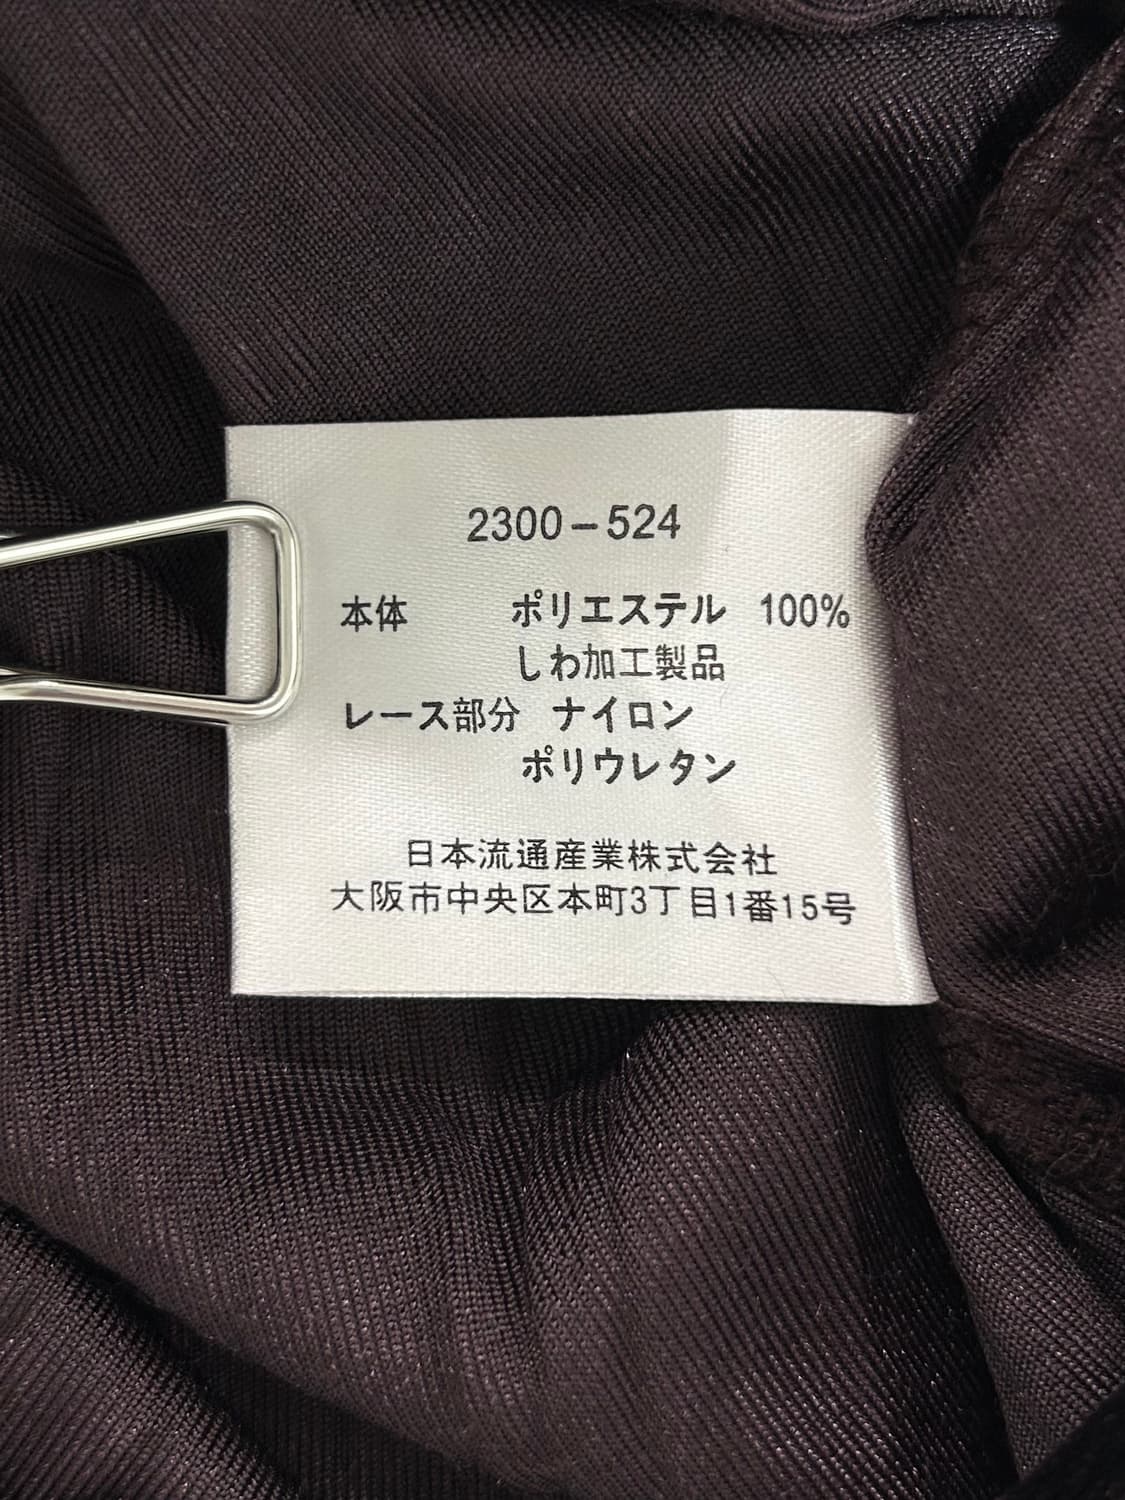 2300-524
本体 ポリエステル 100%
しわ加工製品
レース部分 ナイロン
ポリウレタン
日本流通産業株式会社
大阪市中央区本町3丁目1番15号